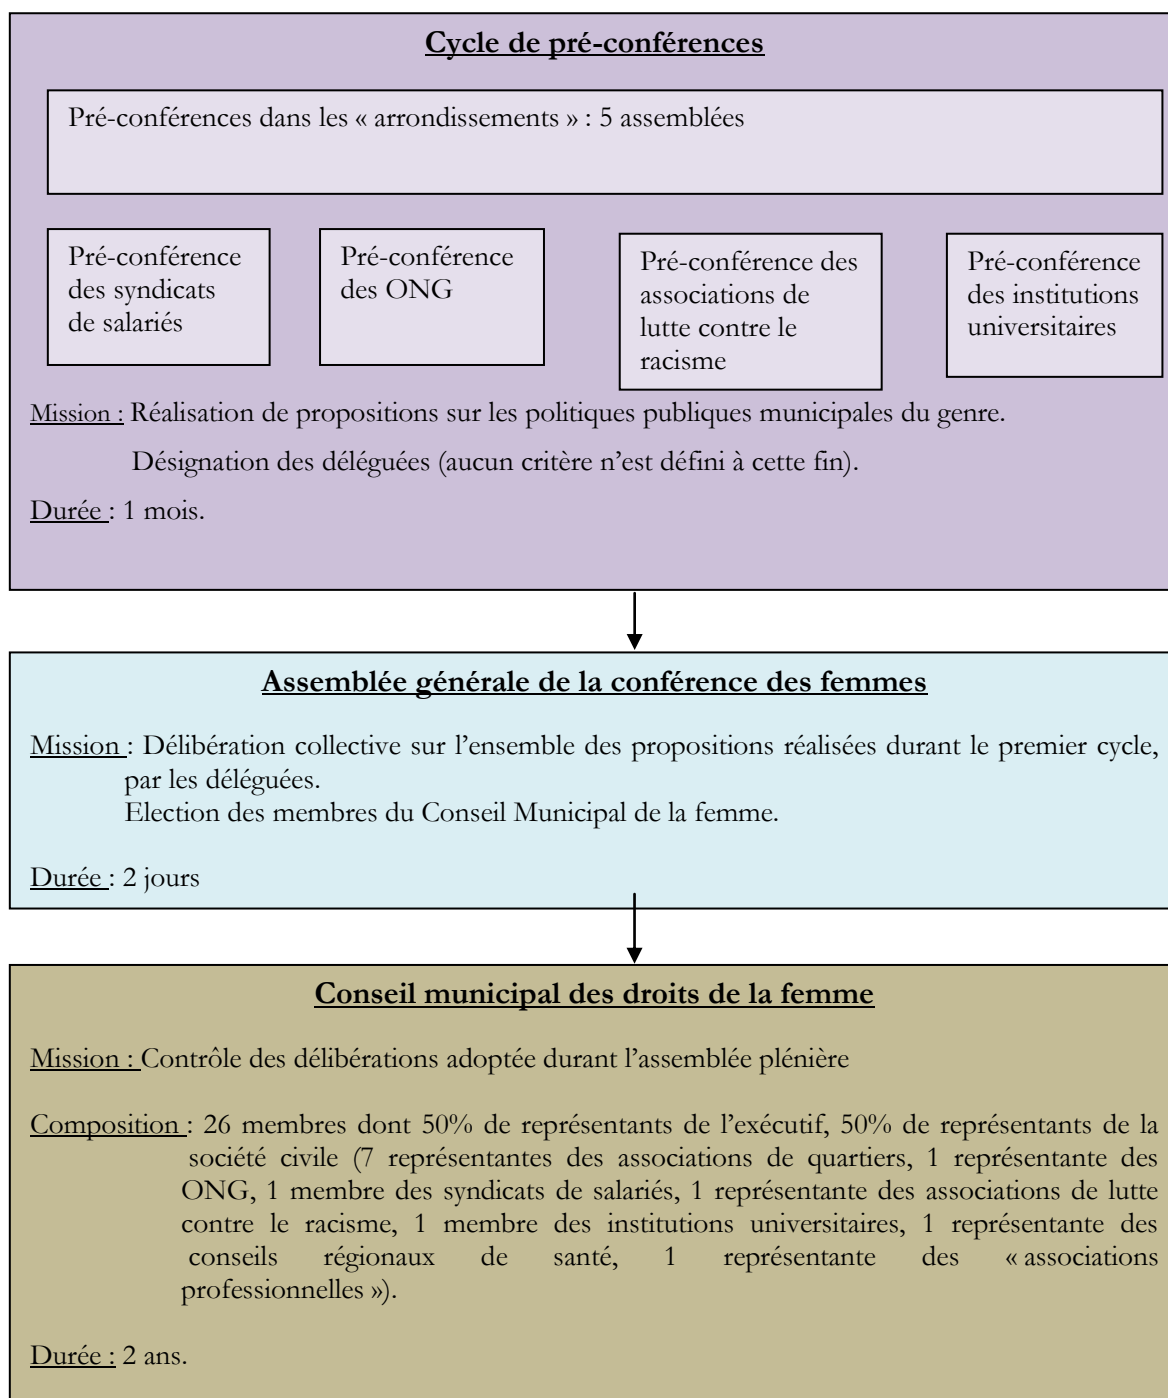 Cycle de pré-conférences
Pré-conférences dans les « arrondissements » : 5 assemblées
Pré-conférence
des syndicats
de salariés
Pré-conférence
des ONG
Pré-conférence des
associations de
lutte contre le
racisme
Pré-conférence
des institutions
universitaires
Mission : Réalisation de propositions sur les politiques publiques municipales du genre.
Désignation des déléguées (aucun critère n'est défini à cette fin).
Durée : 1 mois.
Assemblée générale de la conférence des femmes
Mission : Délibération collective sur l'ensemble des propositions réalisées durant le premier cycle,
par les déléguées.
Election des membres du Conseil Municipal de la femme.
Durée : 2 jours
Conseil municipal des droits de la femme
Mission : Contrôle des délibérations adoptée durant l'assemblée plénière
Composition : 26 membres dont 50% de représentants de l'exécutif, 50% de représentants de la
société civile (7 représentantes des associations de quartiers, 1 représentante des
ONG, 1 membre des syndicats de salariés, 1 représentante des associations de lutte
contre le racisme, 1 membre des institutions universitaires, 1 représentante des
conseils régionaux de santé, 1 représentante des « associations
professionnelles »).
Durée : 2 ans.